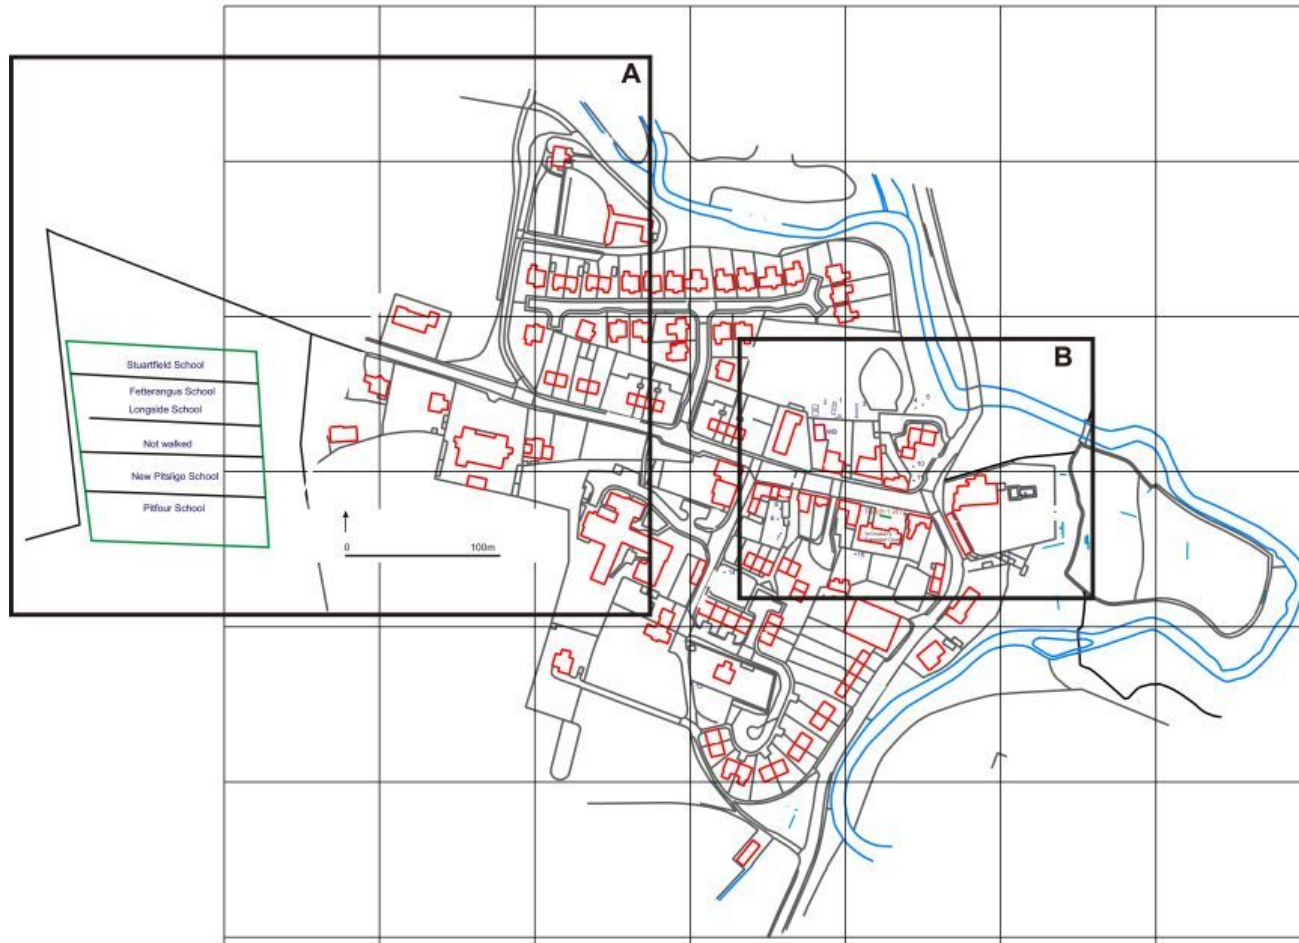 A
B
Stuartfield School
Fetterangus School
Longside School
Not walked
New Pitsligo School
Pitfour School
0 100m